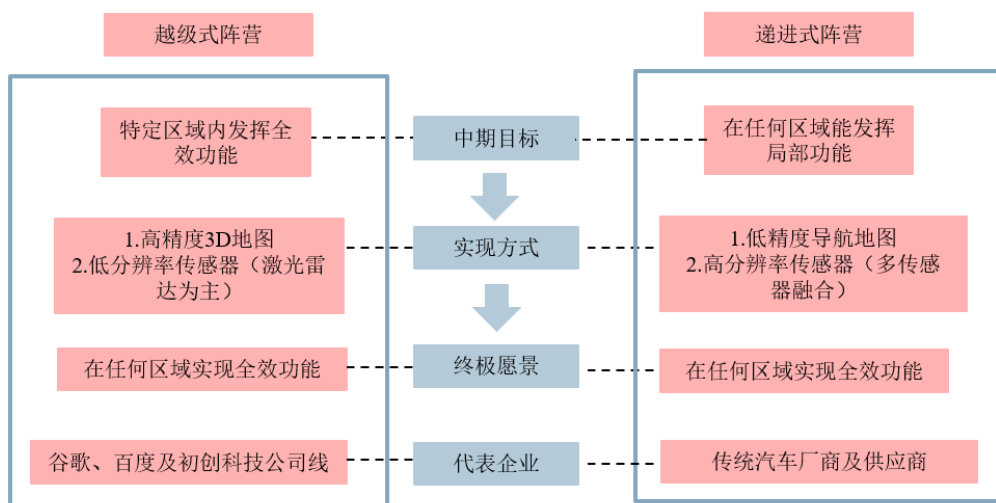 越级式阵营
递进式阵营
特定区域内发挥全
效功能
中期目标
在任何区域能发挥
局部功能
1.高精度3D地图
2.低分辨率传感器（激光雷
达为主）
实现方式
1.低精度导航地图
2.高分辨率传感器（多传感
器融合）
在任何区域实现全效功能
终极愿景
在任何区域实现全效功能
谷歌、百度及初创科技公司线
代表企业
传统汽车厂商及供应商